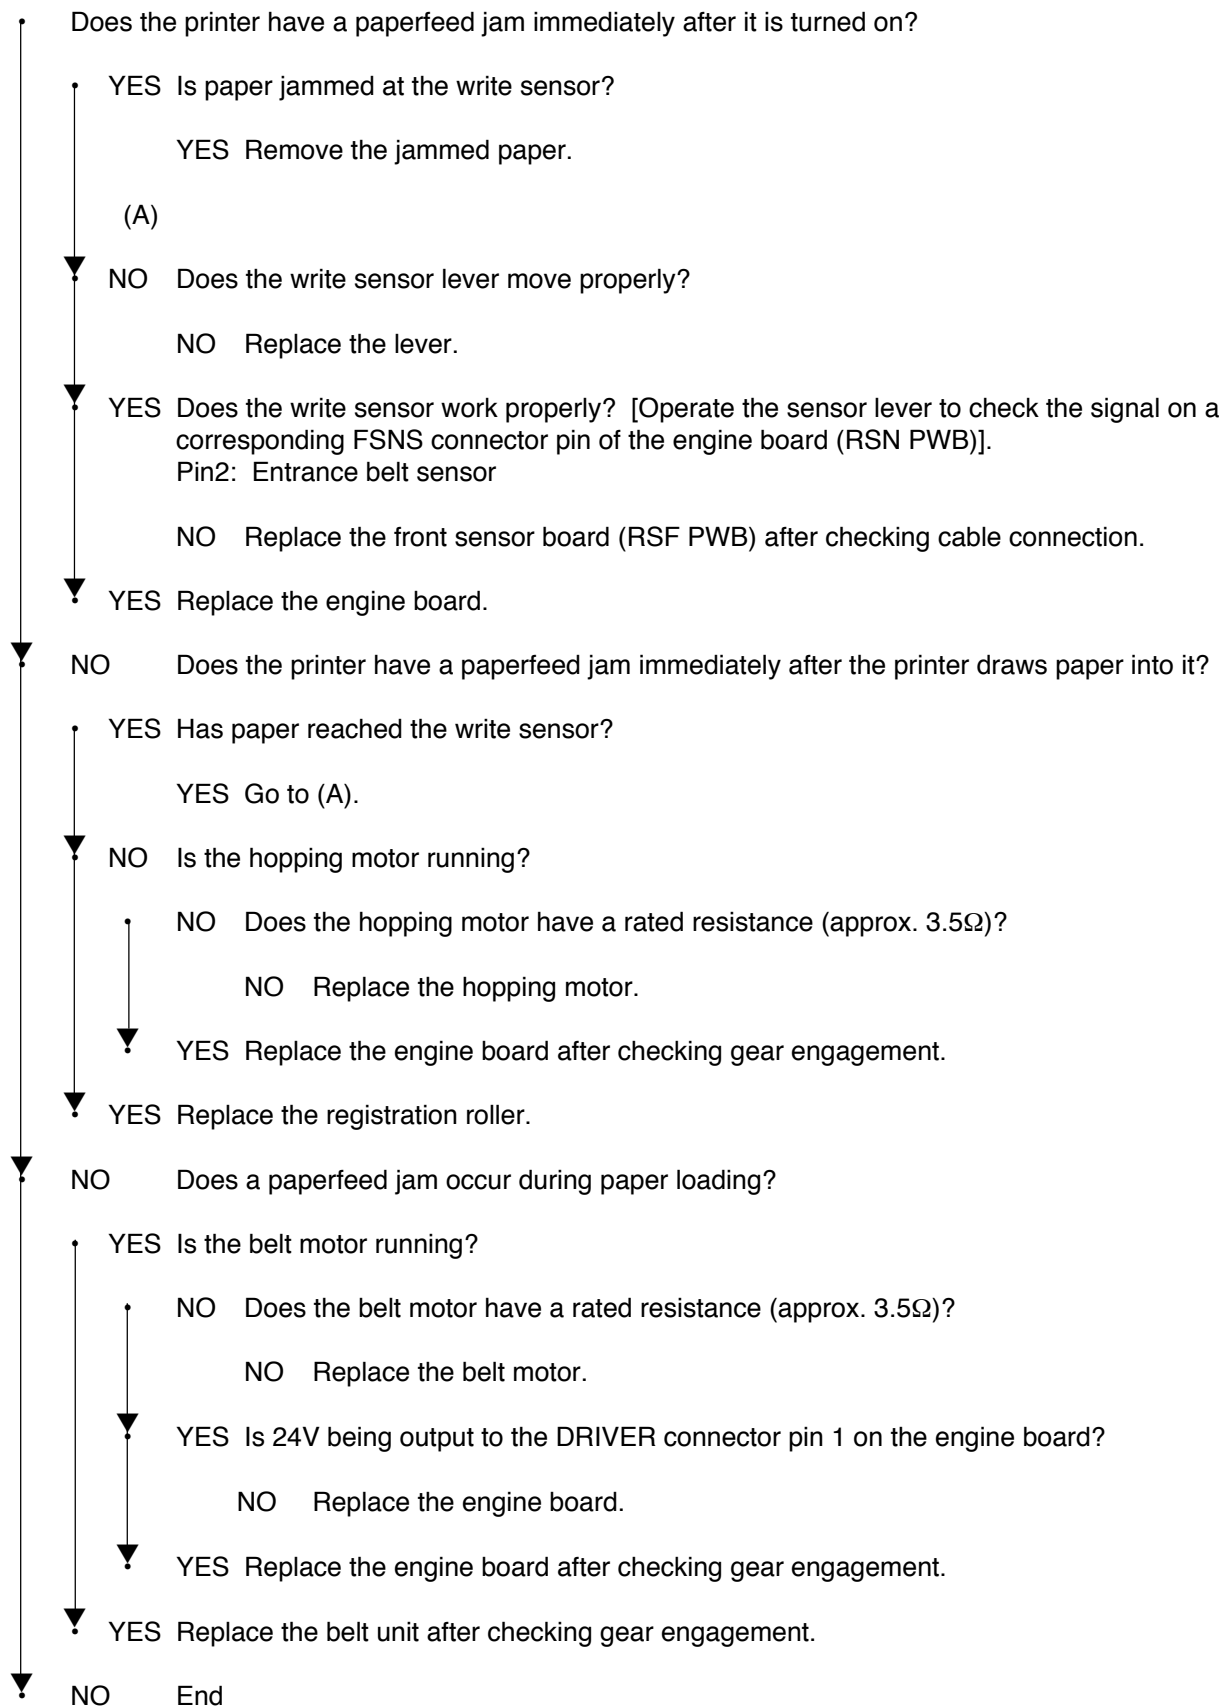 Does the printer have a paperfeed jam immediately after it is turned on?
YES Is paper jammed at the write sensor?
YES Remove the jammed paper.
(A)
NO Does the write sensor lever move properly?
NO Replace the lever.
YES Does the write sensor work properly? [Operate the sensor lever to check the signal on a
corresponding FSNS connector pin of the engine board (RSN PWB)].
Pin2: Entrance belt sensor
NO Replace the front sensor board (RSF PWB) after checking cable connection.
YES Replace the engine board.
NO Does the printer have a paperfeed jam immediately after the printer draws paper into it?
YES Has paper reached the write sensor?
YES Go to (A).
NO Is the hopping motor running?
NO Does the hopping motor have a rated resistance (approx. 3.5Ω)?
NO Replace the hopping motor.
YES Replace the engine board after checking gear engagement.
YES Replace the registration roller.
NO Does a paperfeed jam occur during paper loading?
YES Is the belt motor running?
NO Does the belt motor have a rated resistance (approx. 3.5Ω)?
NO Replace the belt motor.
YES Is 24V being output to the DRIVER connector pin 1 on the engine board?
NO Replace the engine board.
YES Replace the engine board after checking gear engagement.
YES Replace the belt unit after checking gear engagement.
NO End